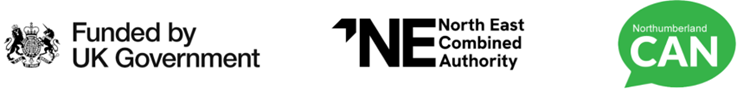 Funded by
UK Government
NE
North East
Combined
Authority
Northumberland
CAN